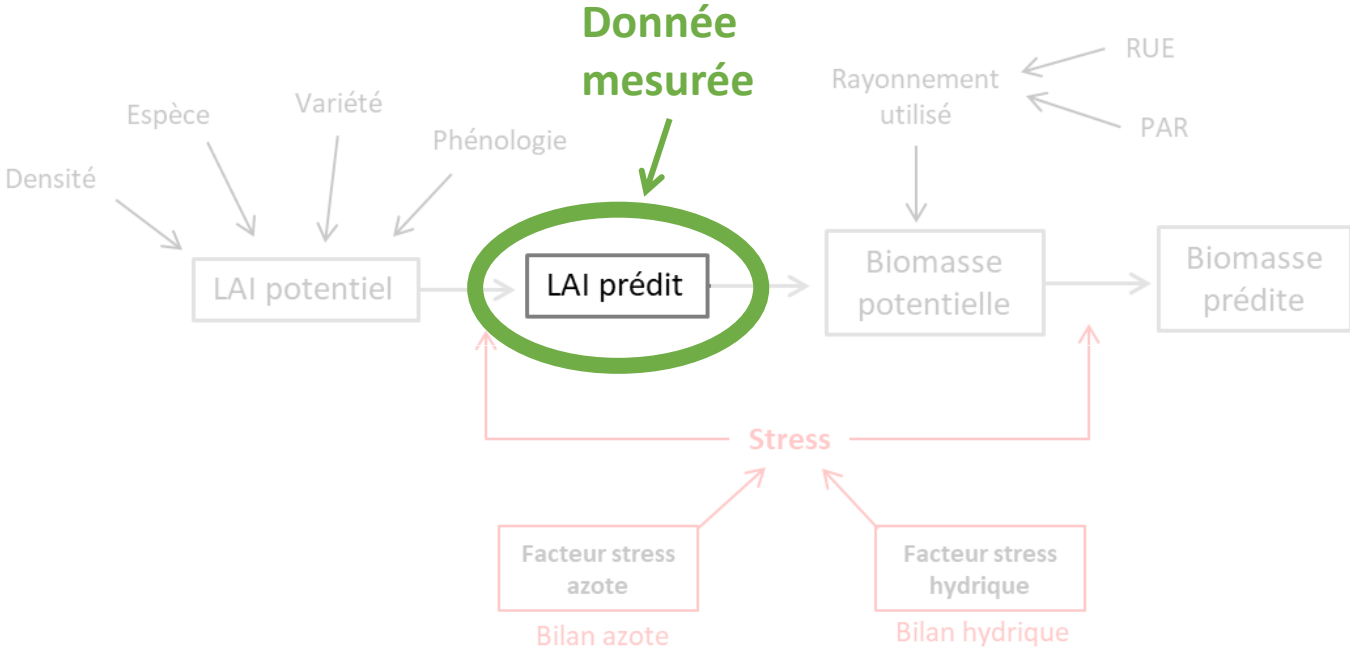 Donnée
mesurée
RUE
Rayonnement
utilisé
PAR
Variété
Espèce
Phénologie
Densité
LAI potentiel
LAI prédit
Biomasse
potentielle
Biomasse
prédite
Stress
Facteur stress
azote
Facteur stress
hydrique
Bilan azote
Bilan hydrique